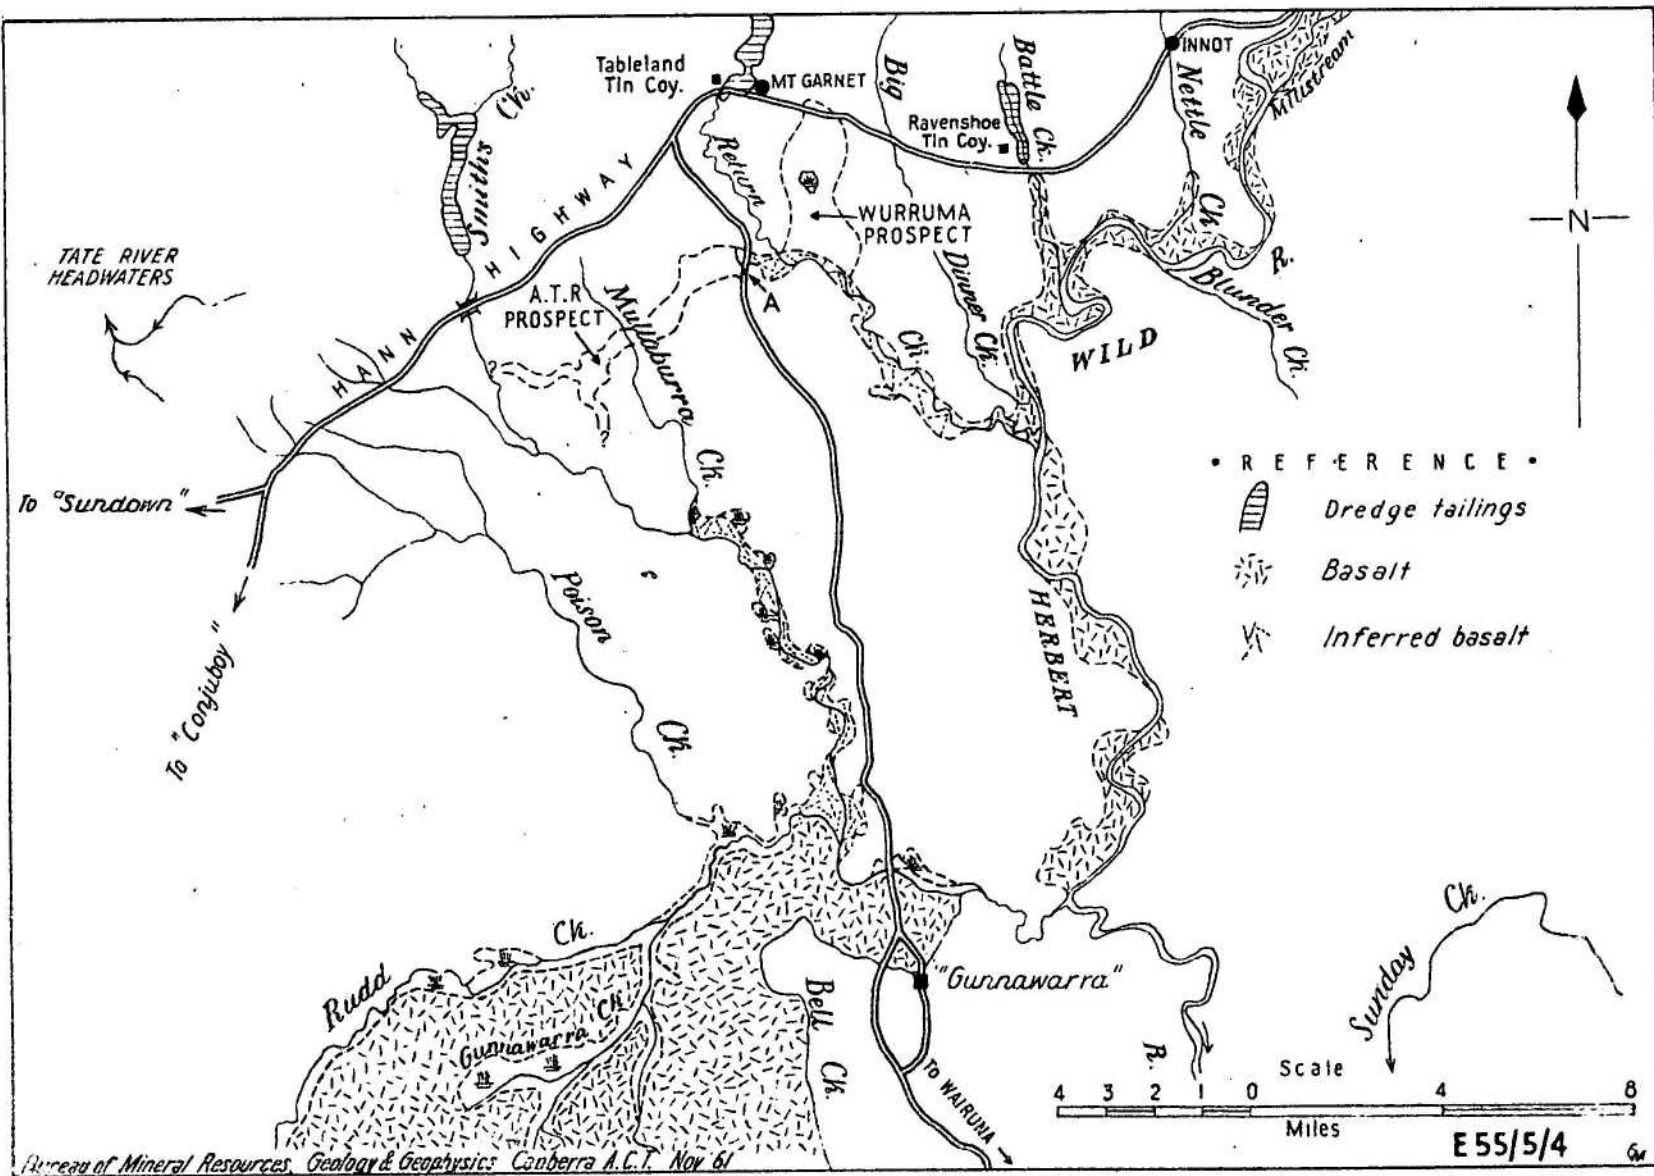 Tableland
Tin Coy.
MT GARNET
Big
Battle Ck.
INNOT
Nettle
Millstream
Ravenshoe
Tin Coy.
Ch.
Smiths
Return
HANN HIGHWAY
WURRUMA
PROSPECT
Ck
R.
N
TATE RIVER
HEADWATERS
A.T.R
PROSPECT
Mullaburra
A
Dinner Ck.
Blunder Ck.
Ck.
WILD
Ck.
To "Sundown"
• REFERENCE •
Dredge tailings
Basalt
Inferred basalt
Poison
HERBERT
To "Conjuboy"
Ck.
Ck.
Rudd
"Gunnawarra"
Gunnawarra Ck
Bell
Ck.
Ck.
Sunday
R.
To WAIRUNA
Scale
4 3 2 1 0 4 8
Miles
E 55/5/4
Bureau of Mineral Resources, Geology & Geophysics Canberra A.C.T. Nov 61